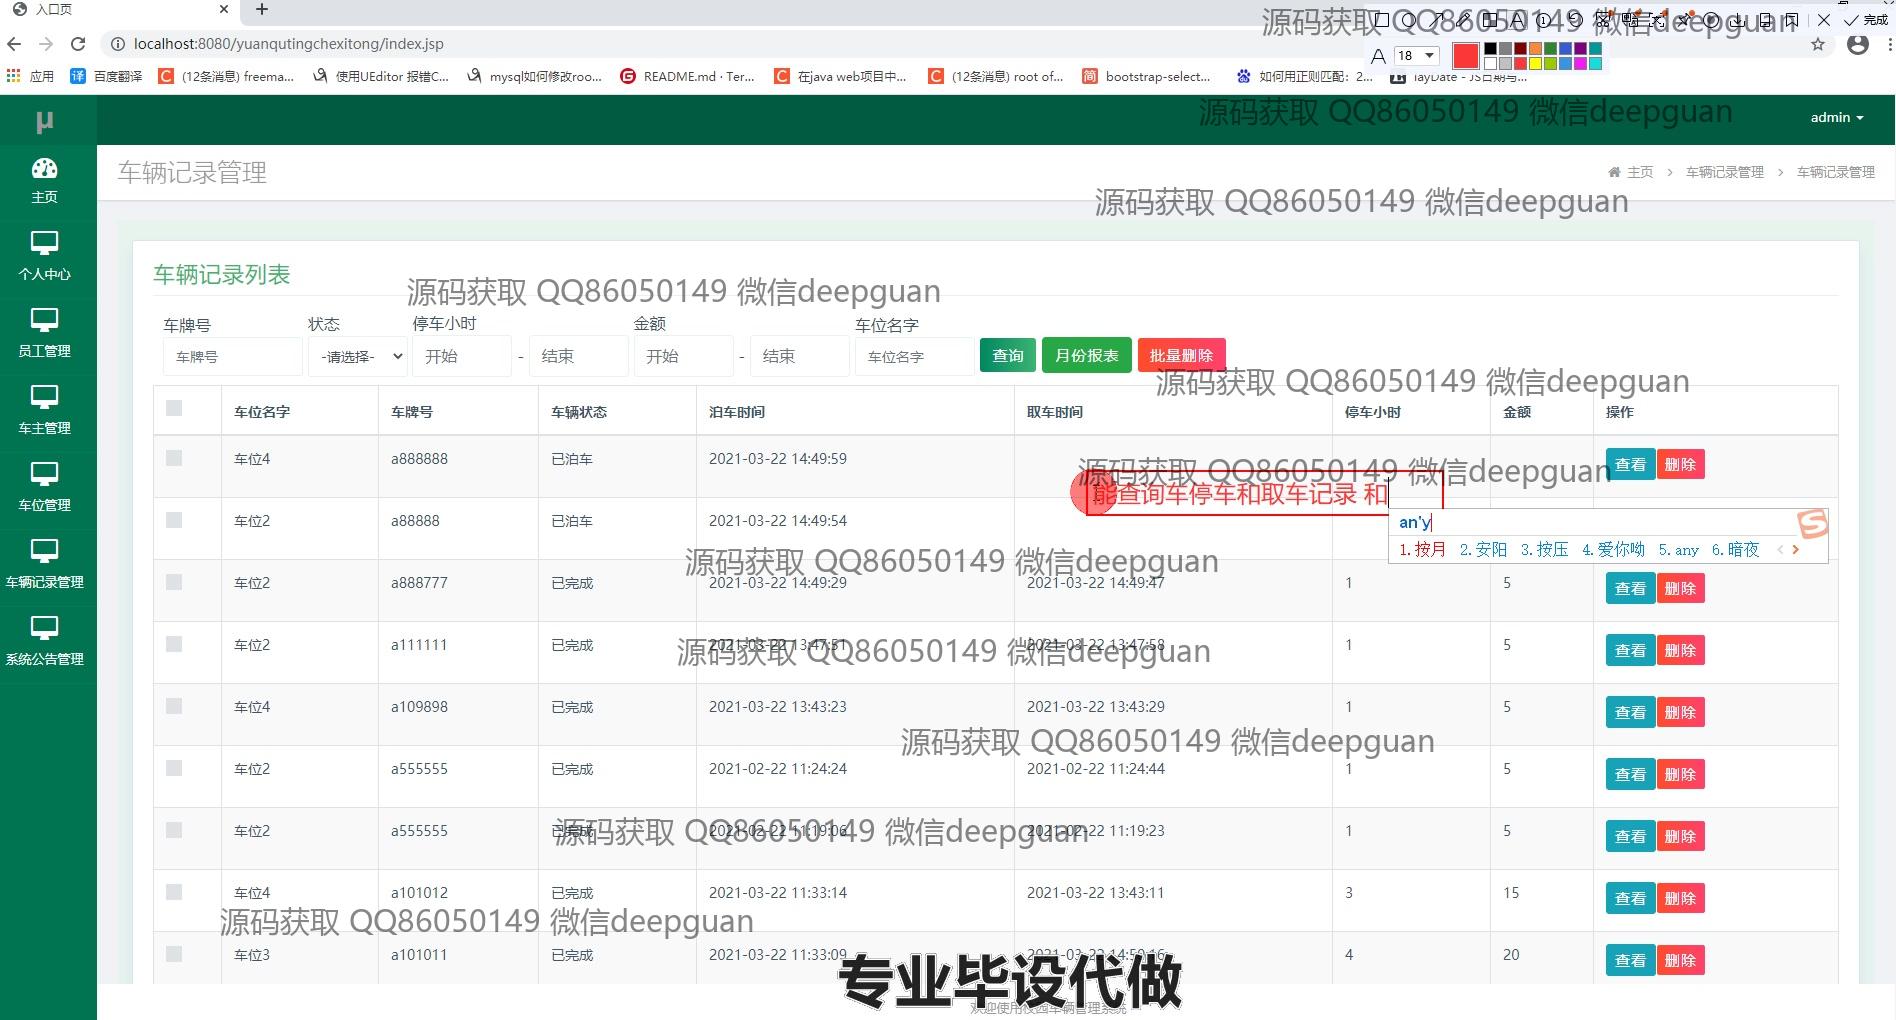 入口页
源码获取 QQ86050149 微信deepguan
完成
localhost:8080/yuanqutingchexitong/index.jsp
A 18
应用 百度翻译 (12条消息) freema... 使用UEditor 报错C... mysql如何修改roo... README.md · Ter... 在java web项目中... (12条消息) root of... bootstrap-select... 如何用正则匹配：2... layDate - JS日期与...
源码获取 QQ86050149 微信deepguan
μ admin
车辆记录管理 主页 > 车辆记录管理 > 车辆记录管理
源码获取 QQ86050149 微信deepguan
主页
个人中心
员工管理
车主管理
车位管理
车辆记录管理
系统公告管理
车辆记录列表
源码获取 QQ86050149 微信deepguan
车牌号 状态 停车小时 金额 车位名字
车牌号 -请选择- 开始 - 结束 开始 - 结束 车位名字 查询 月份报表 批量删除
源码获取 QQ86050149 微信deepguan
车位名字 车牌号 车辆状态 泊车时间 取车时间 停车小时 金额 操作
车位4 a888888 已泊车 2021-03-22 14:49:59 查看 删除
源码获取 QQ86050149 微信deepguan
能查询车停车和取车记录 和
车位2 a88888 已泊车 2021-03-22 14:49:54
an'y
1.按月 2.安阳 3.按压 4.爱你呦 5.any 6.暗夜
源码获取 QQ86050149 微信deepguan
车位2 a888777 已完成 2021-03-22 14:49:29 2021-03-22 14:49:47 1 5 查看 删除
车位2 a111111 已完成 2021-03-22 13:47:51 2021-03-22 13:47:58 1 5 查看 删除
源码获取 QQ86050149 微信deepguan
车位4 a109898 已完成 2021-03-22 13:43:23 2021-03-22 13:43:29 1 5 查看 删除
源码获取 QQ86050149 微信deepguan
车位2 a555555 已完成 2021-02-22 11:24:24 2021-02-22 11:24:44 1 5 查看 删除
车位2 a555555 已完成 2021-02-22 11:19:06 2021-02-22 11:19:23 1 5 查看 删除
源码获取 QQ86050149 微信deepguan
车位4 a101012 已完成 2021-03-22 11:33:14 2021-03-22 13:43:11 3 15 查看 删除
源码获取 QQ86050149 微信deepguan
车位3 a101011 已完成 2021-03-22 11:33:09 2021-03-22 14:50:16 4 20 查看 删除
专业毕设代做
欢迎使用校园车辆管理系统